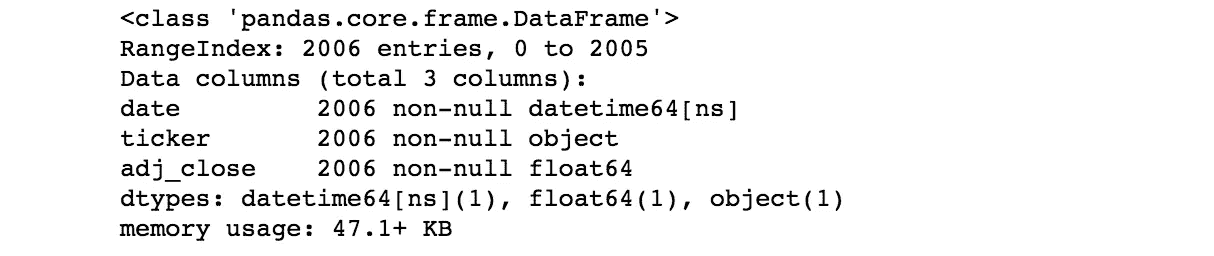 <class 'pandas.core.frame.DataFrame'>
RangeIndex: 2006 entries, 0 to 2005
Data columns (total 3 columns):
date         2006 non-null datetime64[ns]
ticker       2006 non-null object
adj_close    2006 non-null float64
dtypes: datetime64[ns](1), float64(1), object(1)
memory usage: 47.1+ KB